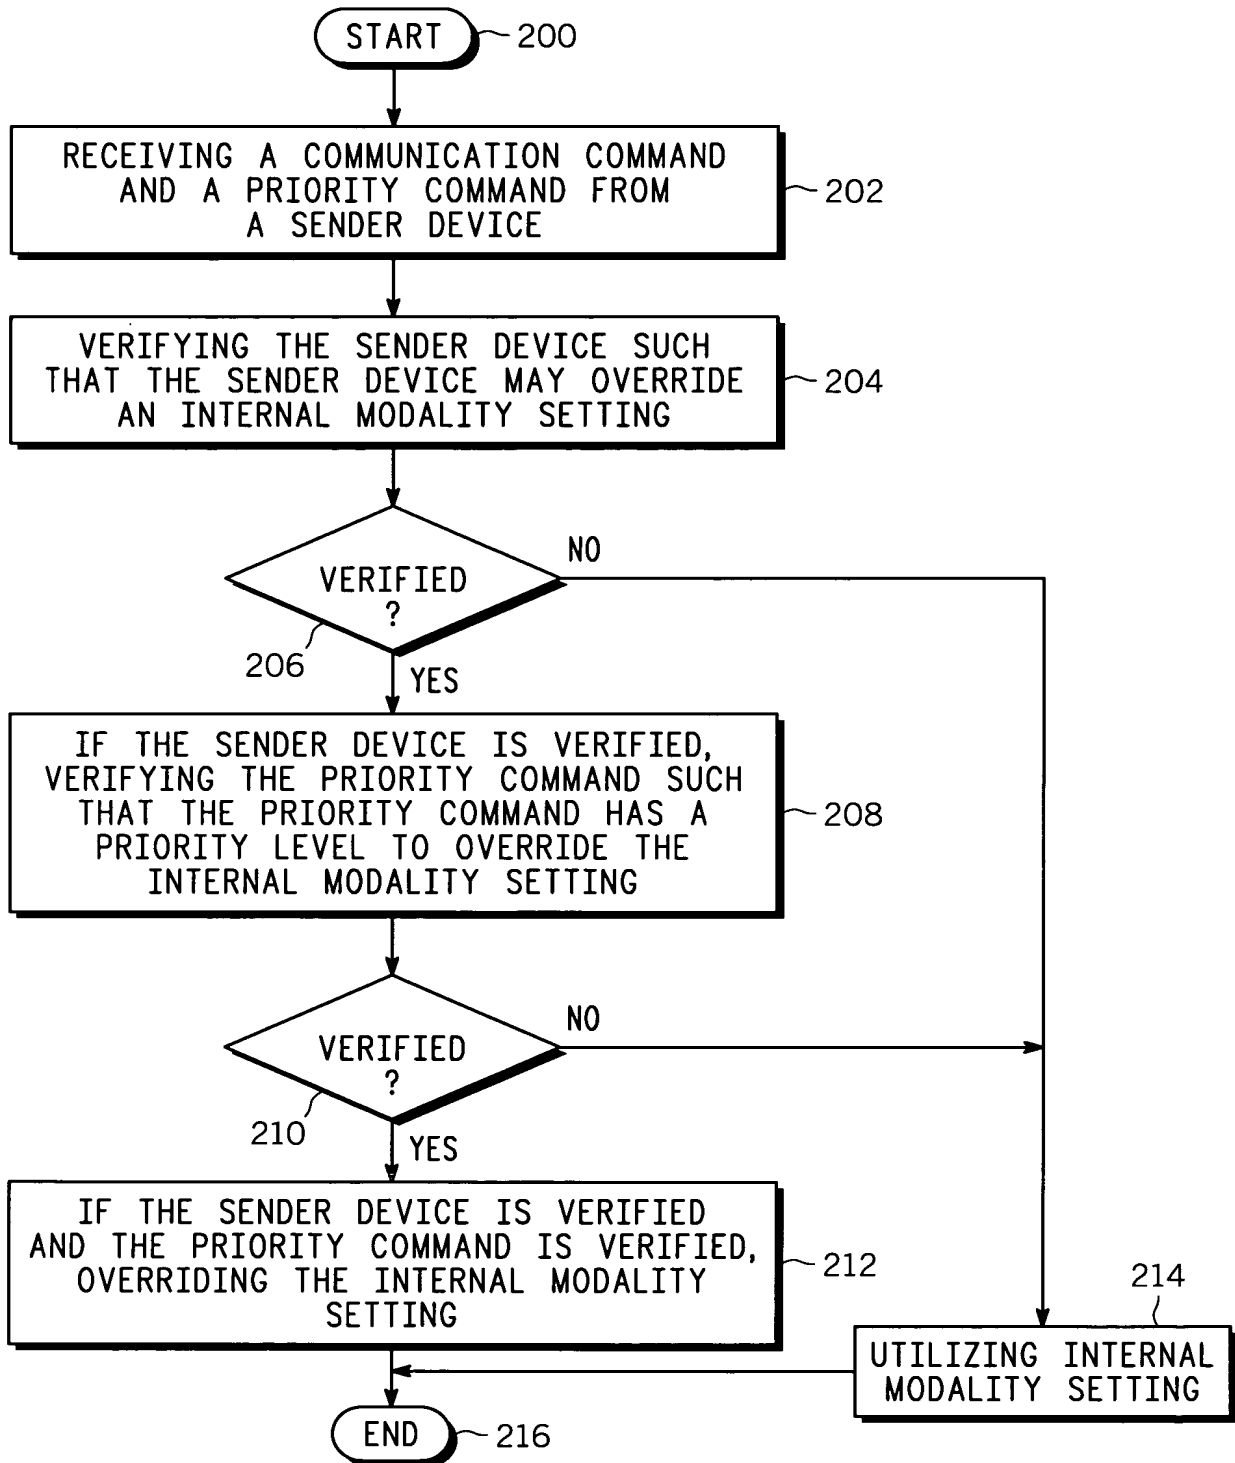 START
200
RECEIVING A COMMUNICATION COMMAND
AND A PRIORITY COMMAND FROM
A SENDER DEVICE
202
VERIFYING THE SENDER DEVICE SUCH
THAT THE SENDER DEVICE MAY OVERRIDE
AN INTERNAL MODALITY SETTING
204
VERIFIED
?
NO
206
YES
IF THE SENDER DEVICE IS VERIFIED,
VERIFYING THE PRIORITY COMMAND SUCH
THAT THE PRIORITY COMMAND HAS A
PRIORITY LEVEL TO OVERRIDE THE
INTERNAL MODALITY SETTING
208
VERIFIED
?
NO
210
YES
IF THE SENDER DEVICE IS VERIFIED
AND THE PRIORITY COMMAND IS VERIFIED,
OVERRIDING THE INTERNAL MODALITY
SETTING
212
214
UTILIZING INTERNAL
MODALITY SETTING
END
216